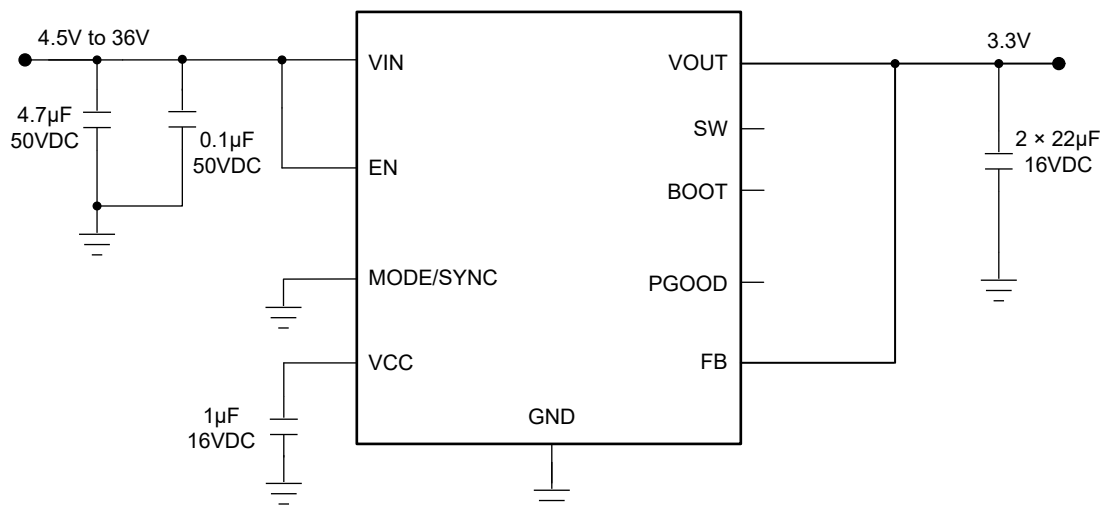 4.5V to 36V
3.3V
VIN
VOUT
4.7µF
50VDC
0.1µF
50VDC
SW
2 × 22µF
16VDC
EN
BOOT
MODE/SYNC
PGOOD
VCC
FB
1µF
16VDC
GND